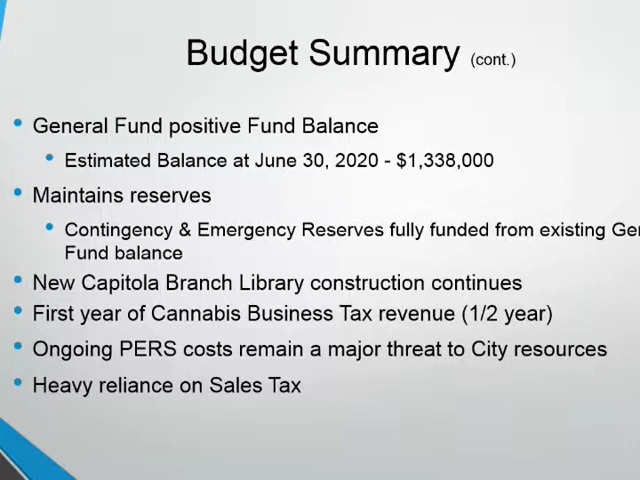 Budget Summary (cont.)
General Fund positive Fund Balance
Estimated Balance at June 30, 2020 - $1,338,000
Maintains reserves
Contingency & Emergency Reserves fully funded from existing
Fund balance
New Capitola Branch Library construction continues
First year of Cannabis Business Tax revenue (1/2 year)
Ongoing PERS costs remain a major threat to City resources
Heavy reliance on Sales Tax